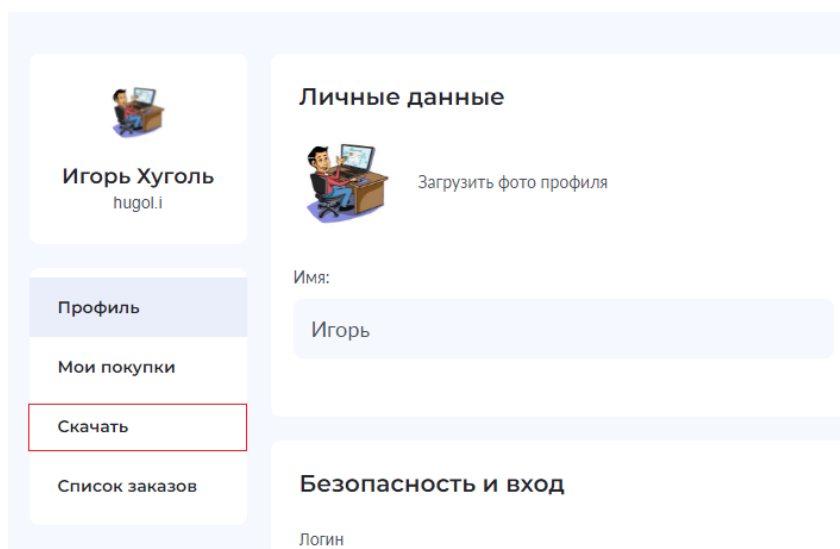 Игорь Хуголь
hugol.i
Профиль
Мои покупки
Скачать
Список заказов
Личные данные
Загрузить фото профиля
Имя:
Игорь
Безопасность и вход
Логин